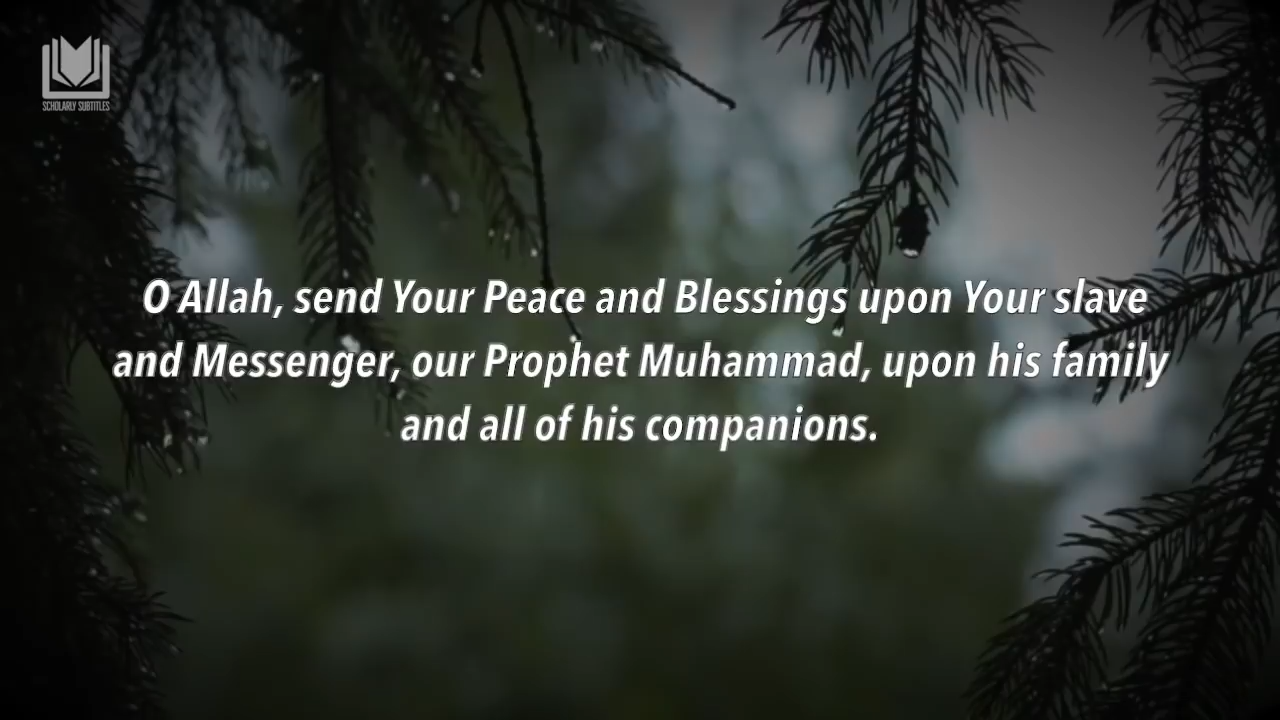 SCHOLARLY SUBTITLES
O Allah, send Your Peace and Blessings upon Your slave
and Messenger, our Prophet Muhammad, upon his family
and all of his companions.